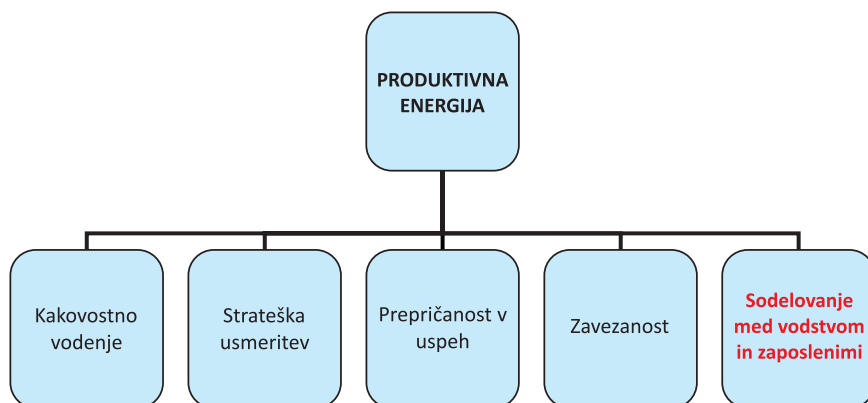 PRODUKTIVNA
ENERGIJA
Kakovostno
vodenje
Strateška
usmeritev
Prepričanost v
uspeh
Zavezanost
Sodelovanje
med vodstvom
in zaposlenimi